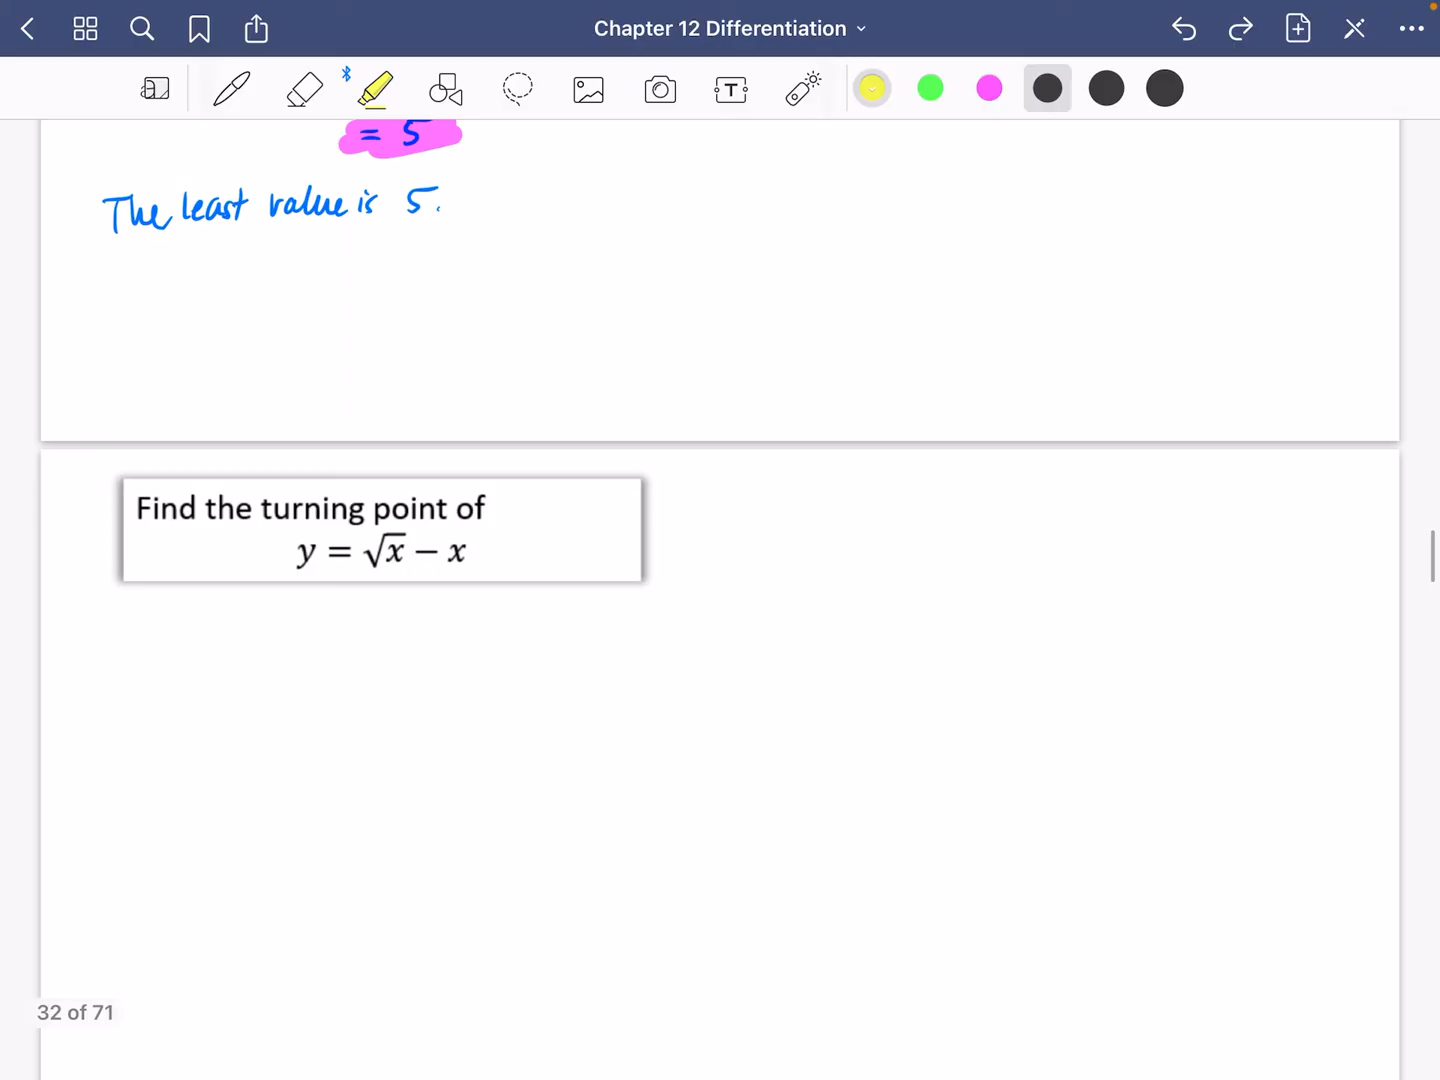 Chapter 12 Differentiation
= 5
The least value is 5.
Find the turning point of
y = √x − x
32 of 71